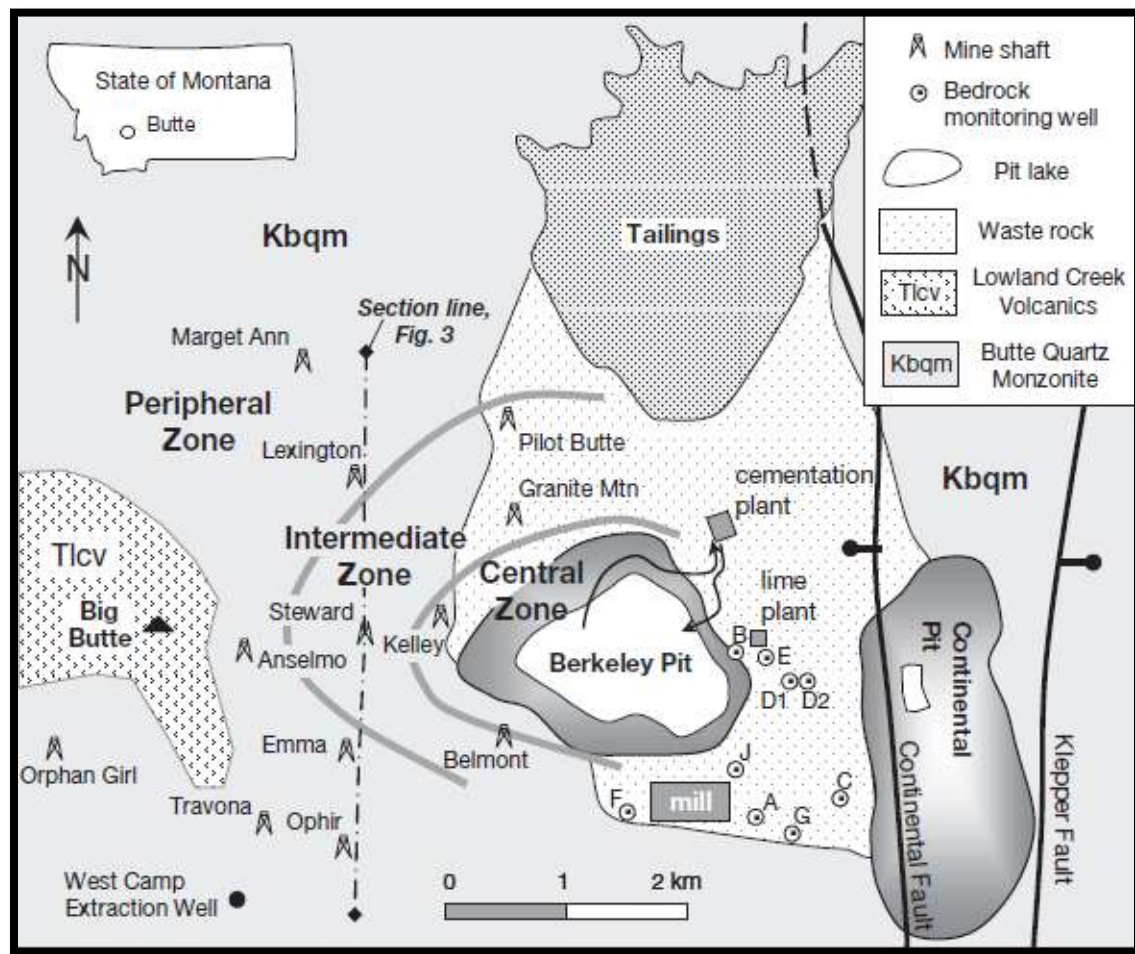 State of Montana
Butte
N
Kbqm
Section line,
Fig. 3
Marget Ann
Peripheral
Zone
Lexington
Tailings
Pilot Butte
Granite Mtn
cementation
plant
Kbqm
Tlcv
Big
Butte
Intermediate
Zone
Central
Zone
Steward
Kelley
Anselmo
lime
plant
Berkeley Pit
B
E
D1
D2
Continental
Pit
Emma
Belmont
Orphan Girl
Travona
Ophir
J
F
mill
A
G
C
Continental Fault
Klepper Fault
West Camp
Extraction Well
0 1 2 km
Mine shaft
Bedrock
monitoring well
Pit lake
Waste rock
Tlcv
Lowland Creek
Volcanics
Kbqm
Butte Quartz
Monzonite